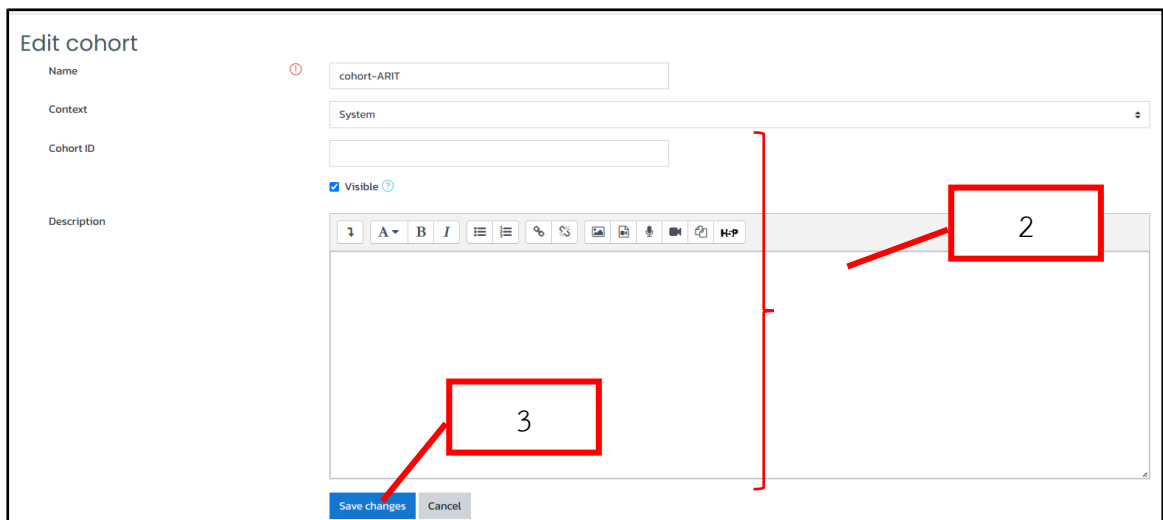 Edit cohort
Name
cohort-ARIT
Context
System
Cohort ID
Visible
Description
A B I H-P
2
3
Save changes Cancel